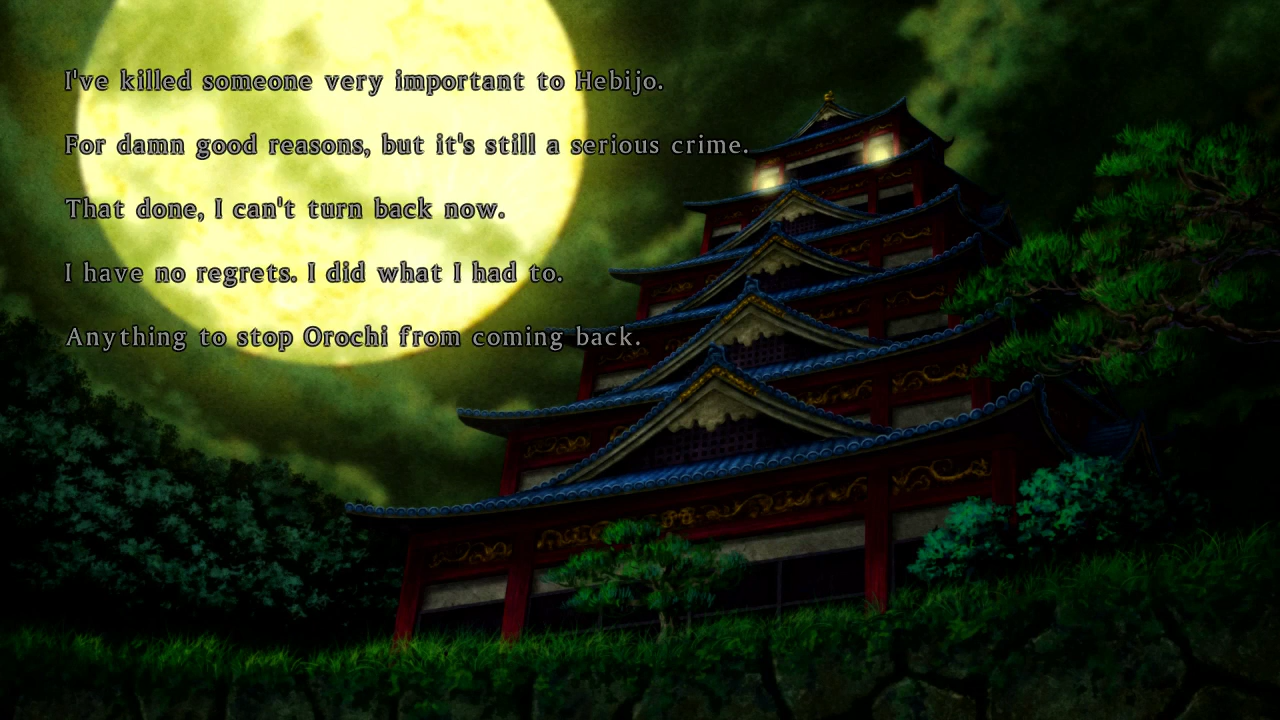 I've killed someone very important to Hebijo.
For damn good reasons, but it's still a serious crime.
That done, I can't turn back now.
I have no regrets. I did what I had to.
Anything to stop Orochi from coming back.